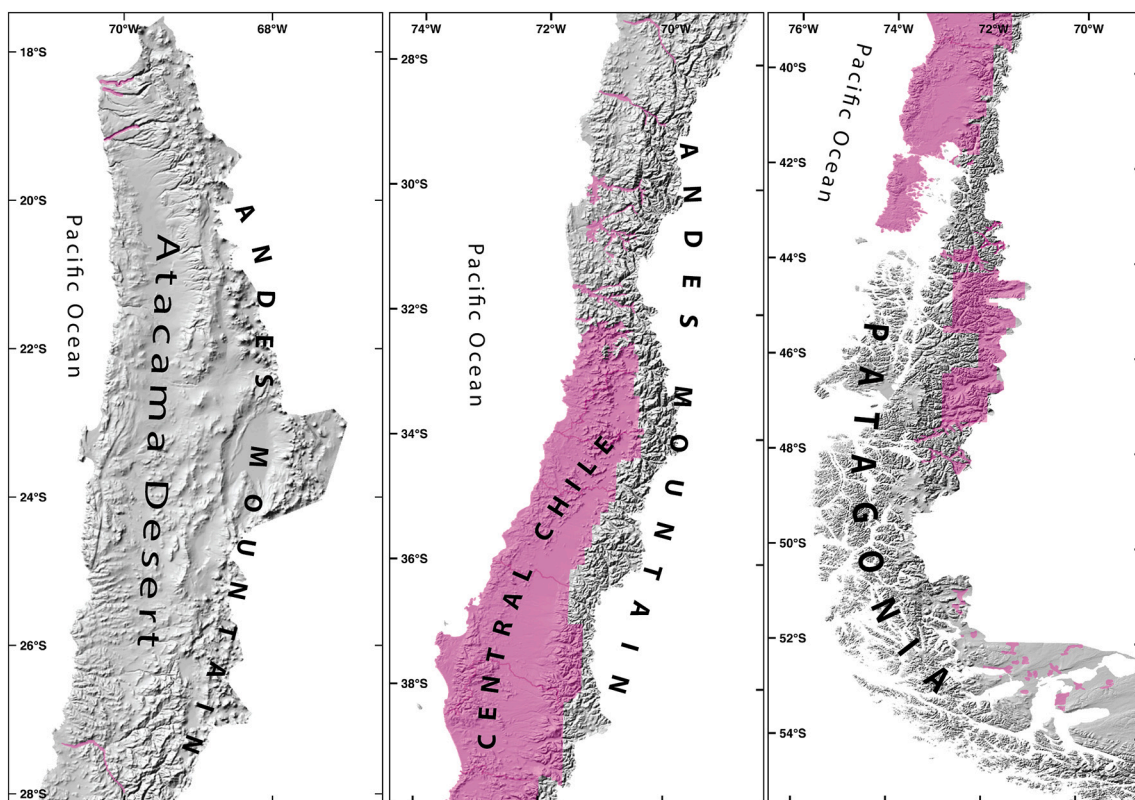 70°W
68°W
18°S
20°S
22°S
24°S
26°S
28°S
Pacific Ocean
Atacama Desert
ANDES MOUNTAIN
74°W
72°W
70°W
28°S
30°S
32°S
34°S
36°S
38°S
Pacific Ocean
CENTRAL CHILE
ANDES MOUNTAIN
76°W
74°W
72°W
70°W
40°S
42°S
44°S
46°S
48°S
50°S
52°S
54°S
Pacific Ocean
PATAGONIA